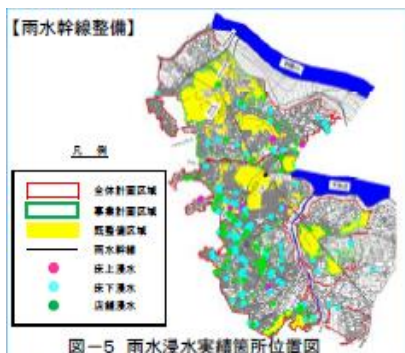 【雨水幹線整備】
凡 例
全体計画区域
事業計画区域
既整備区域
雨水幹線
床上浸水
床下浸水
店舗浸水
図－5 雨水浸水実績箇所位置図